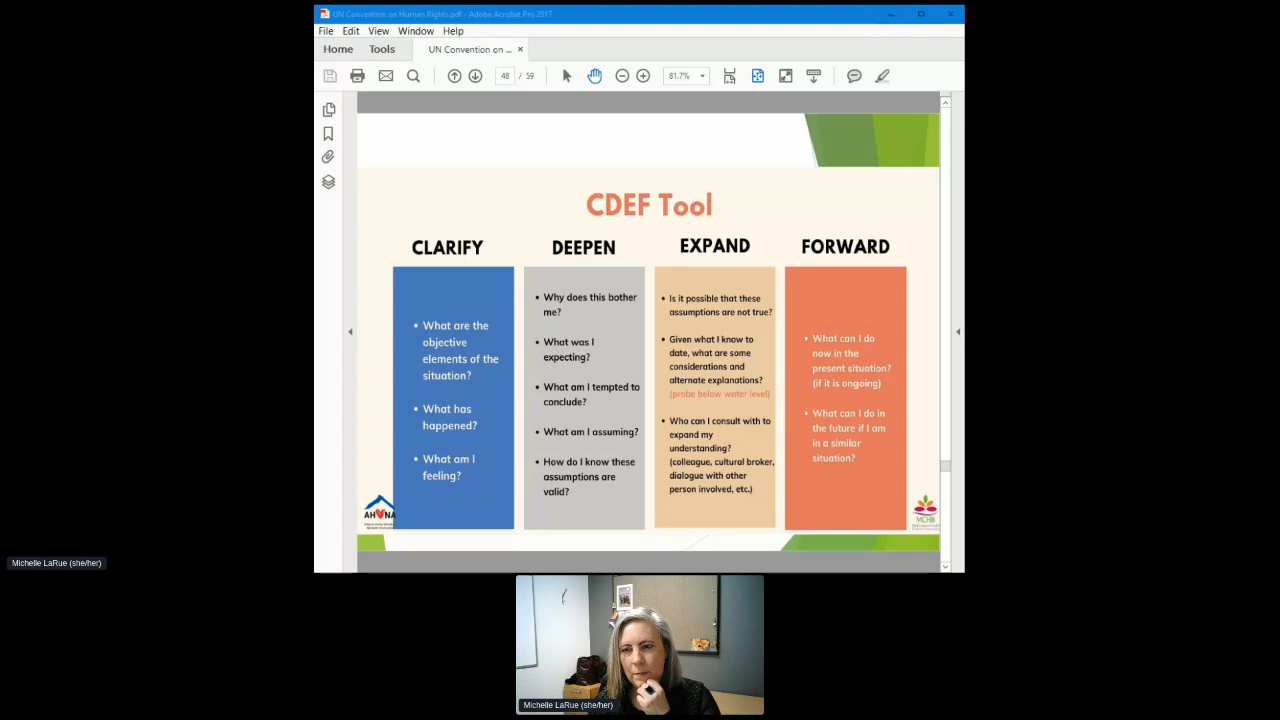 UN Convention on Human Rights.pdf - Adobe Acrobat Pro 2017
File Edit View Window Help
Home Tools UN Convention on ... ×
48 / 59 81.7%
CDEF Tool
CLARIFY DEEPEN EXPAND FORWARD
• What are the
objective
elements of the
situation?
• What has
happened?
• What am I
feeling?
• Why does this bother
me?
• What was I
expecting?
• What am I tempted to
conclude?
• What am I assuming?
• How do I know these
assumptions are
valid?
• Is it possible that these
assumptions are not true?
• Given what I know to
date, what are some
considerations and
alternate explanations?
(probe below water level)
• Who can I consult with to
expand my
understanding?
(colleague, cultural broker,
dialogue with other
person involved, etc.)
• What can I do
now in the
present situation?
(if it is ongoing)
• What can I do in
the future if I am
in a similar
situation?
MCHB
Michelle LaRue (she/her)
Michelle LaRue (she/her)